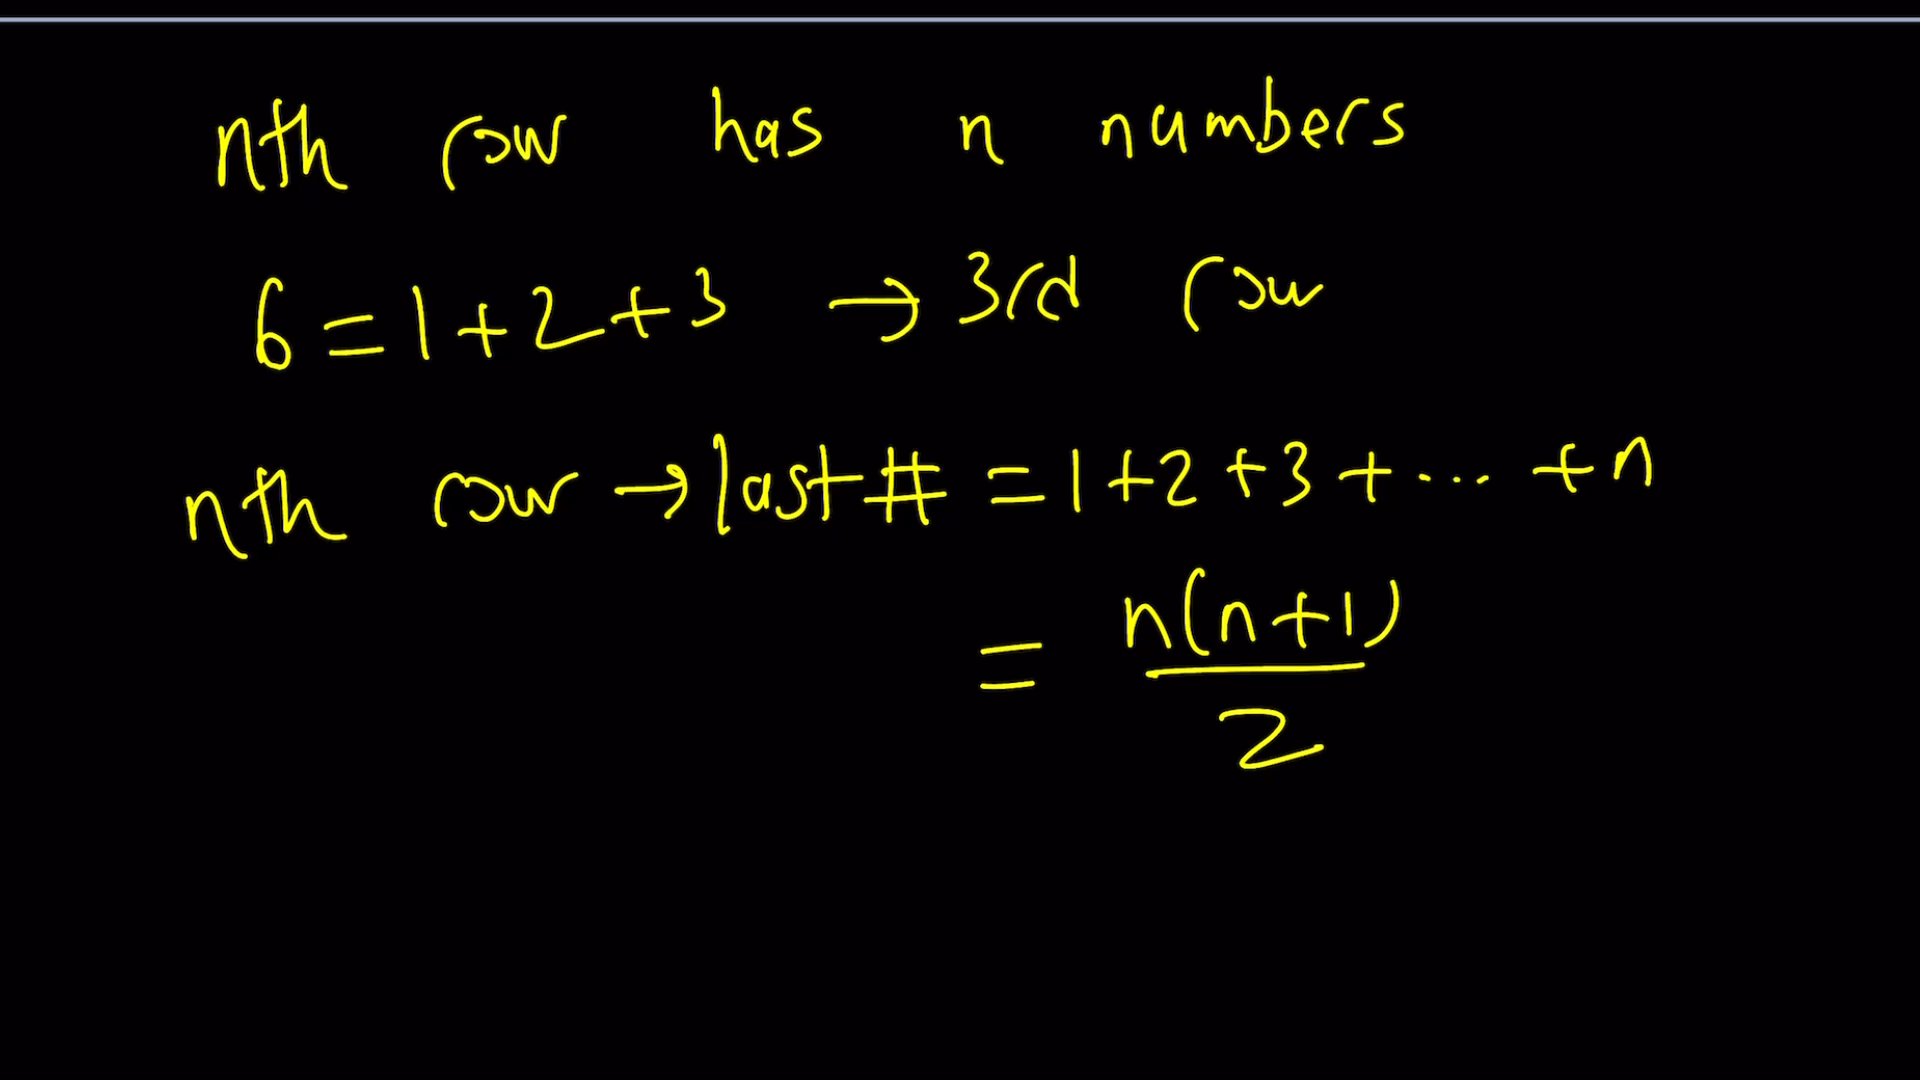 nth row has n numbers
6 = 1 + 2 + 3 → 3rd row
nth row → last # = 1 + 2 + 3 + ... + n
= n(n+1)
2